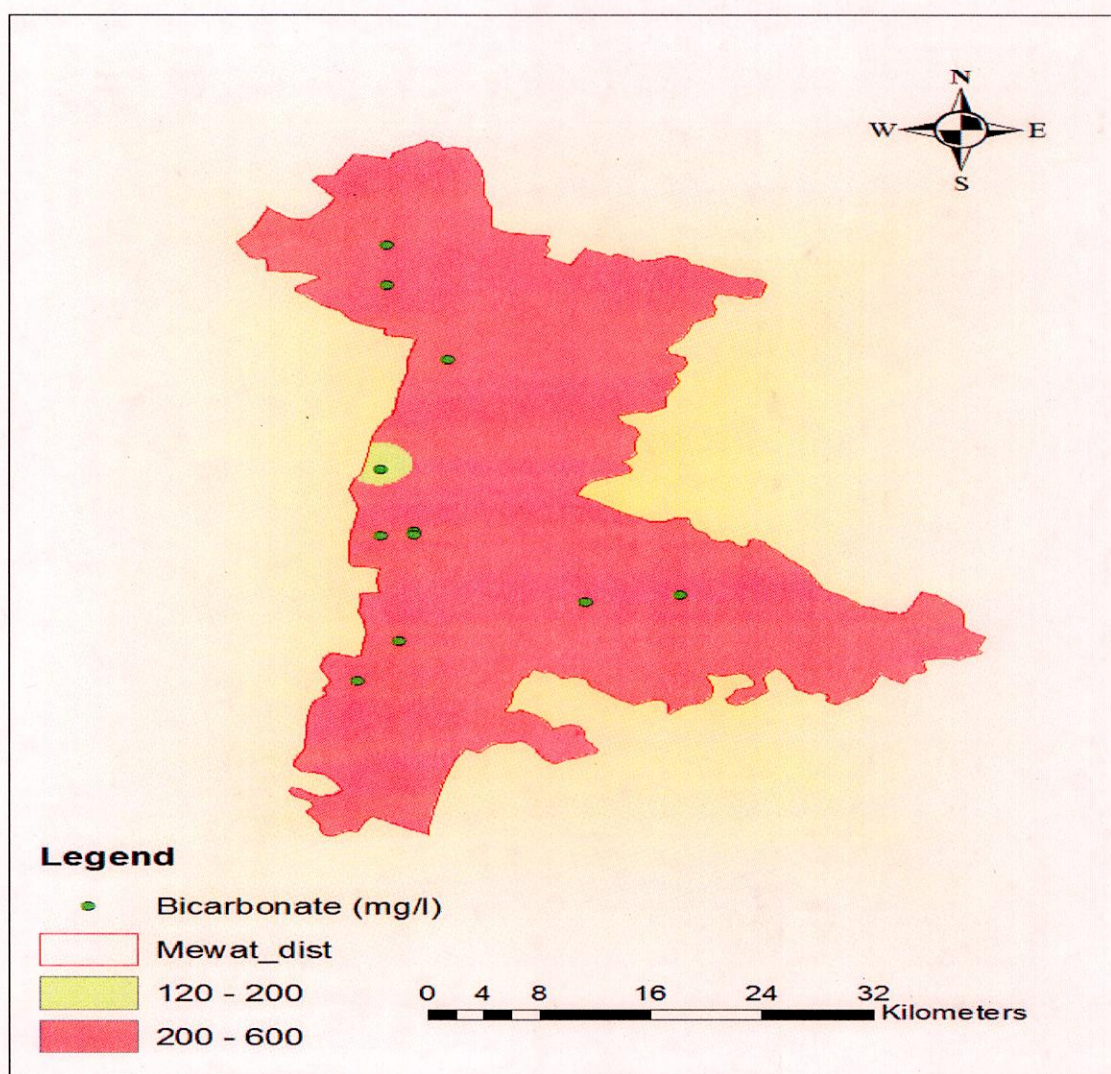 N
W E
S
Legend
Bicarbonate (mg/l)
Mewat_dist
120 - 200
200 - 600
0 4 8 16 24 32
Kilometers